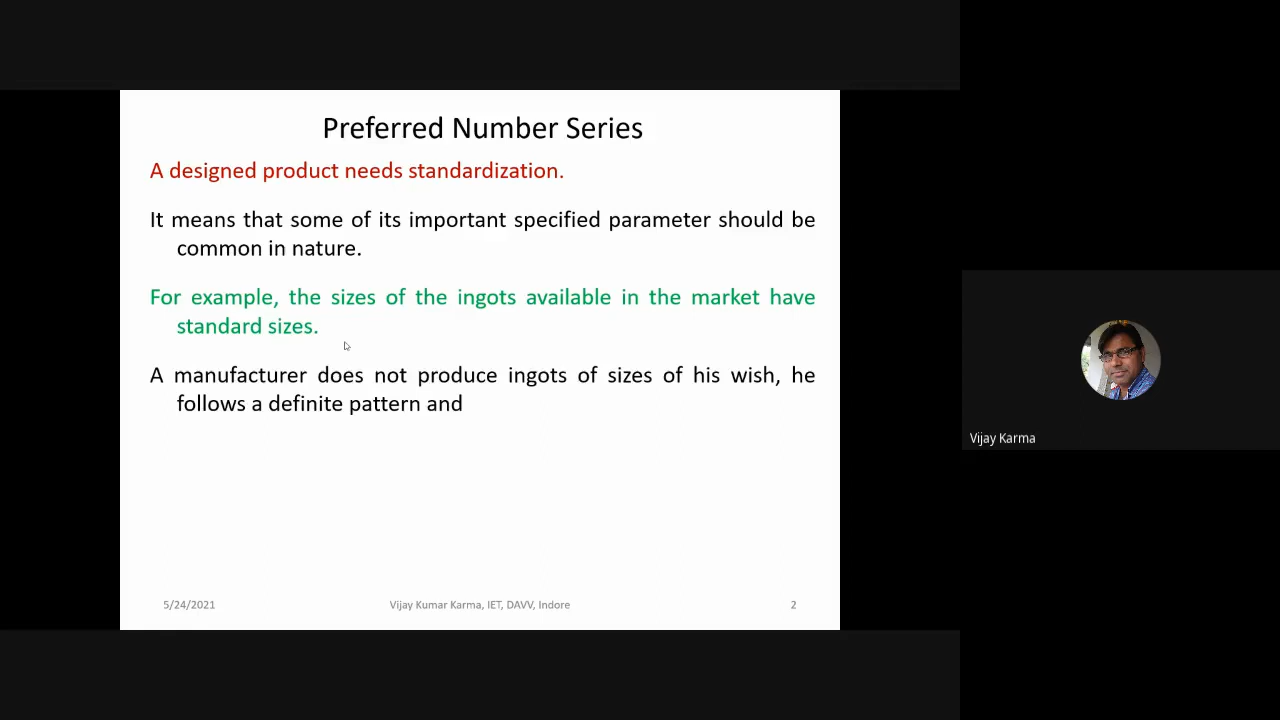 Preferred Number Series
A designed product needs standardization.
It means that some of its important specified parameter should be
common in nature.
For example, the sizes of the ingots available in the market have
standard sizes.
A manufacturer does not produce ingots of sizes of his wish, he
follows a definite pattern and
5/24/2021
Vijay Kumar Karma, IET, DAVV, Indore
2
Vijay Karma